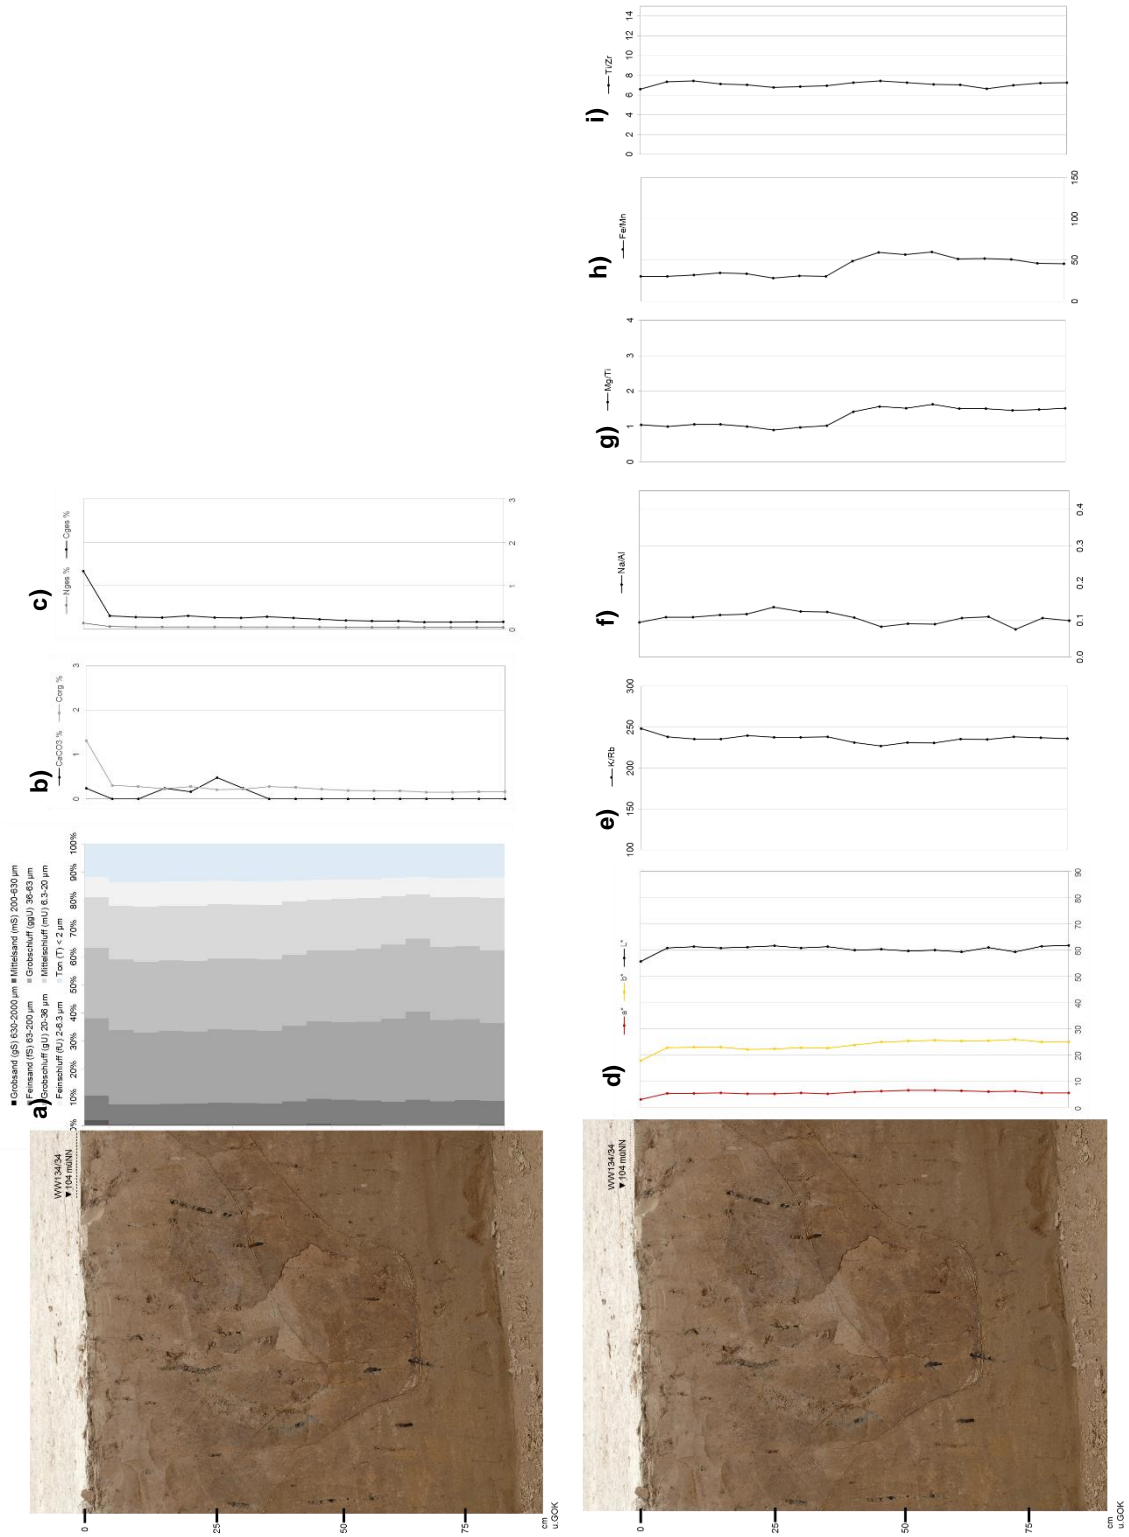 ■ Grobsand (gS) 630-2000 µm ■ Mittelsand (mS) 200-630 µm
■ Feinsand (fS) 63-200 µm ■ Grobschluff (ggU) 36-63 µm
Grobschluff (gU) 20-36 µm Mittelschluff (mU) 6.3-20 µm
Feinschluff (fU) 2-6.3 µm Ton (T) < 2 µm
a)
0% 10% 20% 30% 40% 50% 60% 70% 80% 90% 100%
WW134/34
▼104 müNN
0
25
50
75
cm
u.GOK
b)
CaCO3 % Corg %
0 1 2 3
c)
Nges % Cges %
0 1 2 3
d)
a* b* L*
0 10 20 30 40 50 60 70 80 90
WW134/34
▼104 müNN
0
25
50
75
cm
u.GOK
e)
K/Rb
100 150 200 250 300
f)
Na/Al
0.0 0.1 0.2 0.3 0.4
g)
Mg/Ti
0 1 2 3 4
h)
Fe/Mn
0 50 100 150
i)
Ti/Zr
0 2 4 6 8 10 12 14